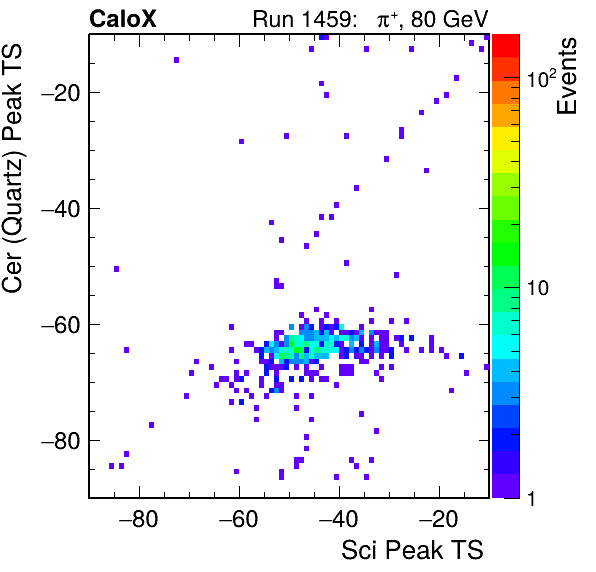 CaloX Run 1459: π⁺, 80 GeV
Cer (Quartz) Peak TS
−20
−40
−60
−80
−80 −60 −40 −20
Sci Peak TS
Events
10²
10
1